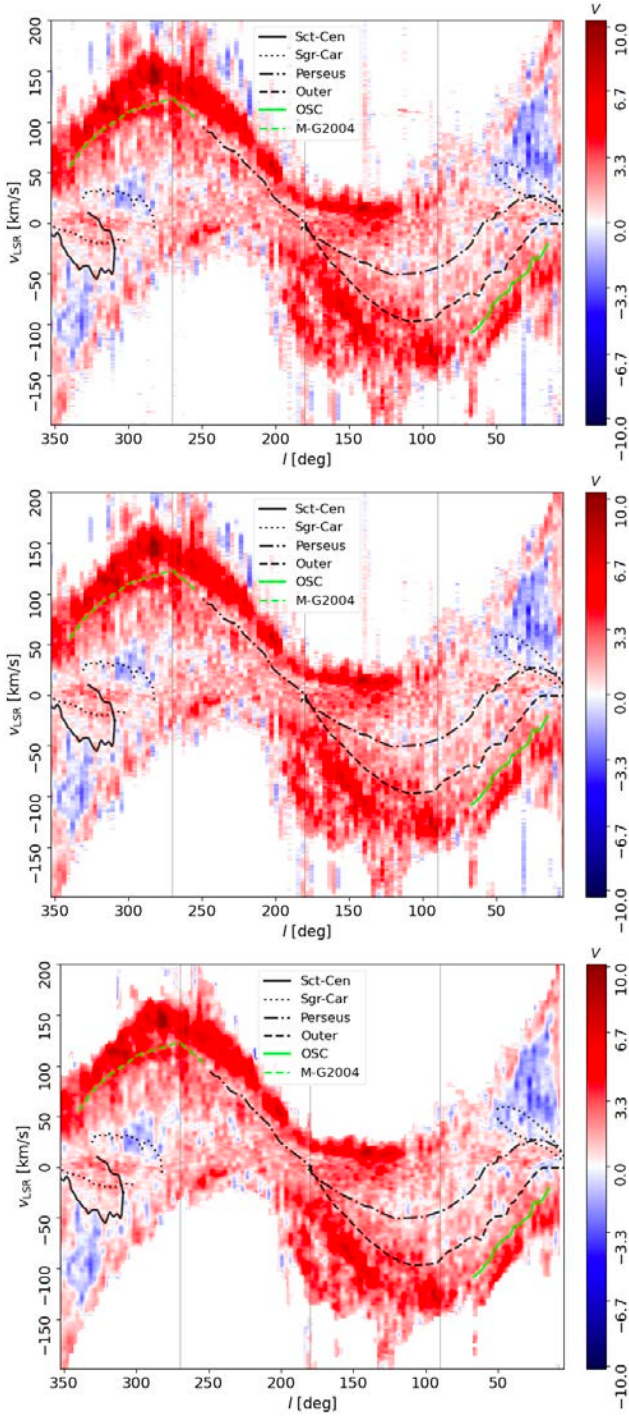 V
200
150
100
50
0
−50
−100
−150
v_LSR [km/s]
Sct-Cen
Sgr-Car
Perseus
Outer
OSC
M-G2004
350 300 250 200 150 100 50
l [deg]
10.0
6.7
3.3
0.0
−3.3
−6.7
−10.0
V
200
150
100
50
0
−50
−100
−150
v_LSR [km/s]
Sct-Cen
Sgr-Car
Perseus
Outer
OSC
M-G2004
350 300 250 200 150 100 50
l [deg]
10.0
6.7
3.3
0.0
−3.3
−6.7
−10.0
V
200
150
100
50
0
−50
−100
−150
v_LSR [km/s]
Sct-Cen
Sgr-Car
Perseus
Outer
OSC
M-G2004
350 300 250 200 150 100 50
l [deg]
10.0
6.7
3.3
0.0
−3.3
−6.7
−10.0